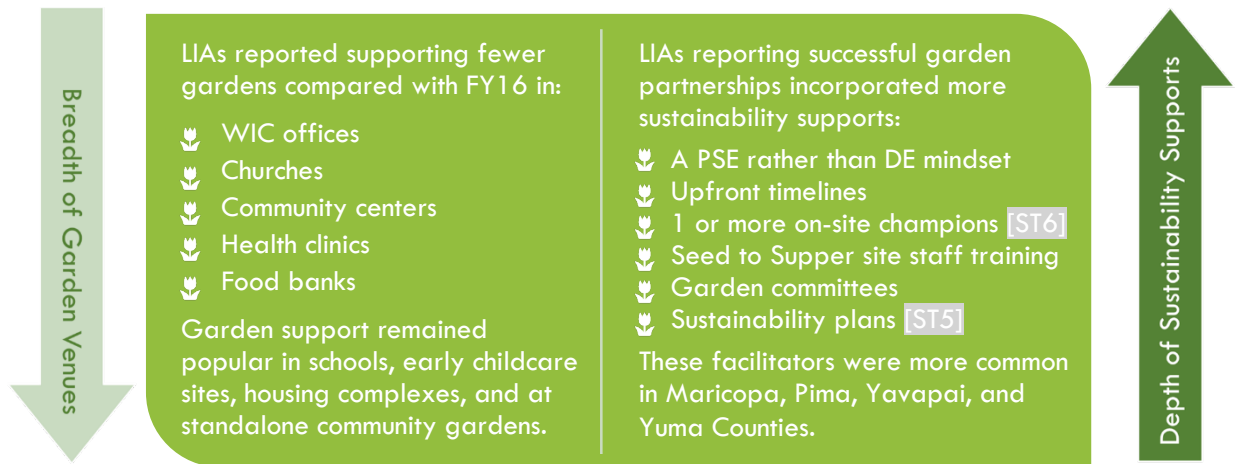 Breadth of Garden Venues
LIAs reported supporting fewer
gardens compared with FY16 in:
WIC offices
Churches
Community centers
Health clinics
Food banks
Garden support remained
popular in schools, early childcare
sites, housing complexes, and at
standalone community gardens.
LIAs reporting successful garden
partnerships incorporated more
sustainability supports:
A PSE rather than DE mindset
Upfront timelines
1 or more on-site champions [ST6]
Seed to Supper site staff training
Garden committees
Sustainability plans [ST5]
These facilitators were more common
in Maricopa, Pima, Yavapai, and
Yuma Counties.
Depth of Sustainability Supports